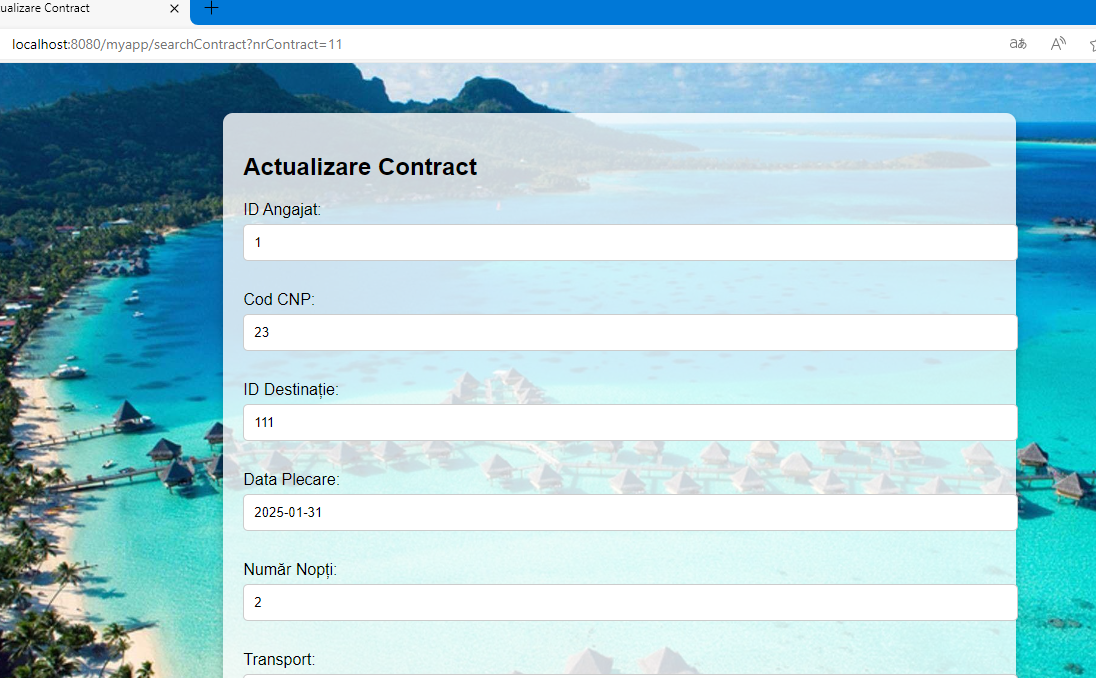 ualizare Contract
localhost:8080/myapp/searchContract?nrContract=11
Actualizare Contract
ID Angajat:
1
Cod CNP:
23
ID Destinație:
111
Data Plecare:
2025-01-31
Număr Nopți:
2
Transport: